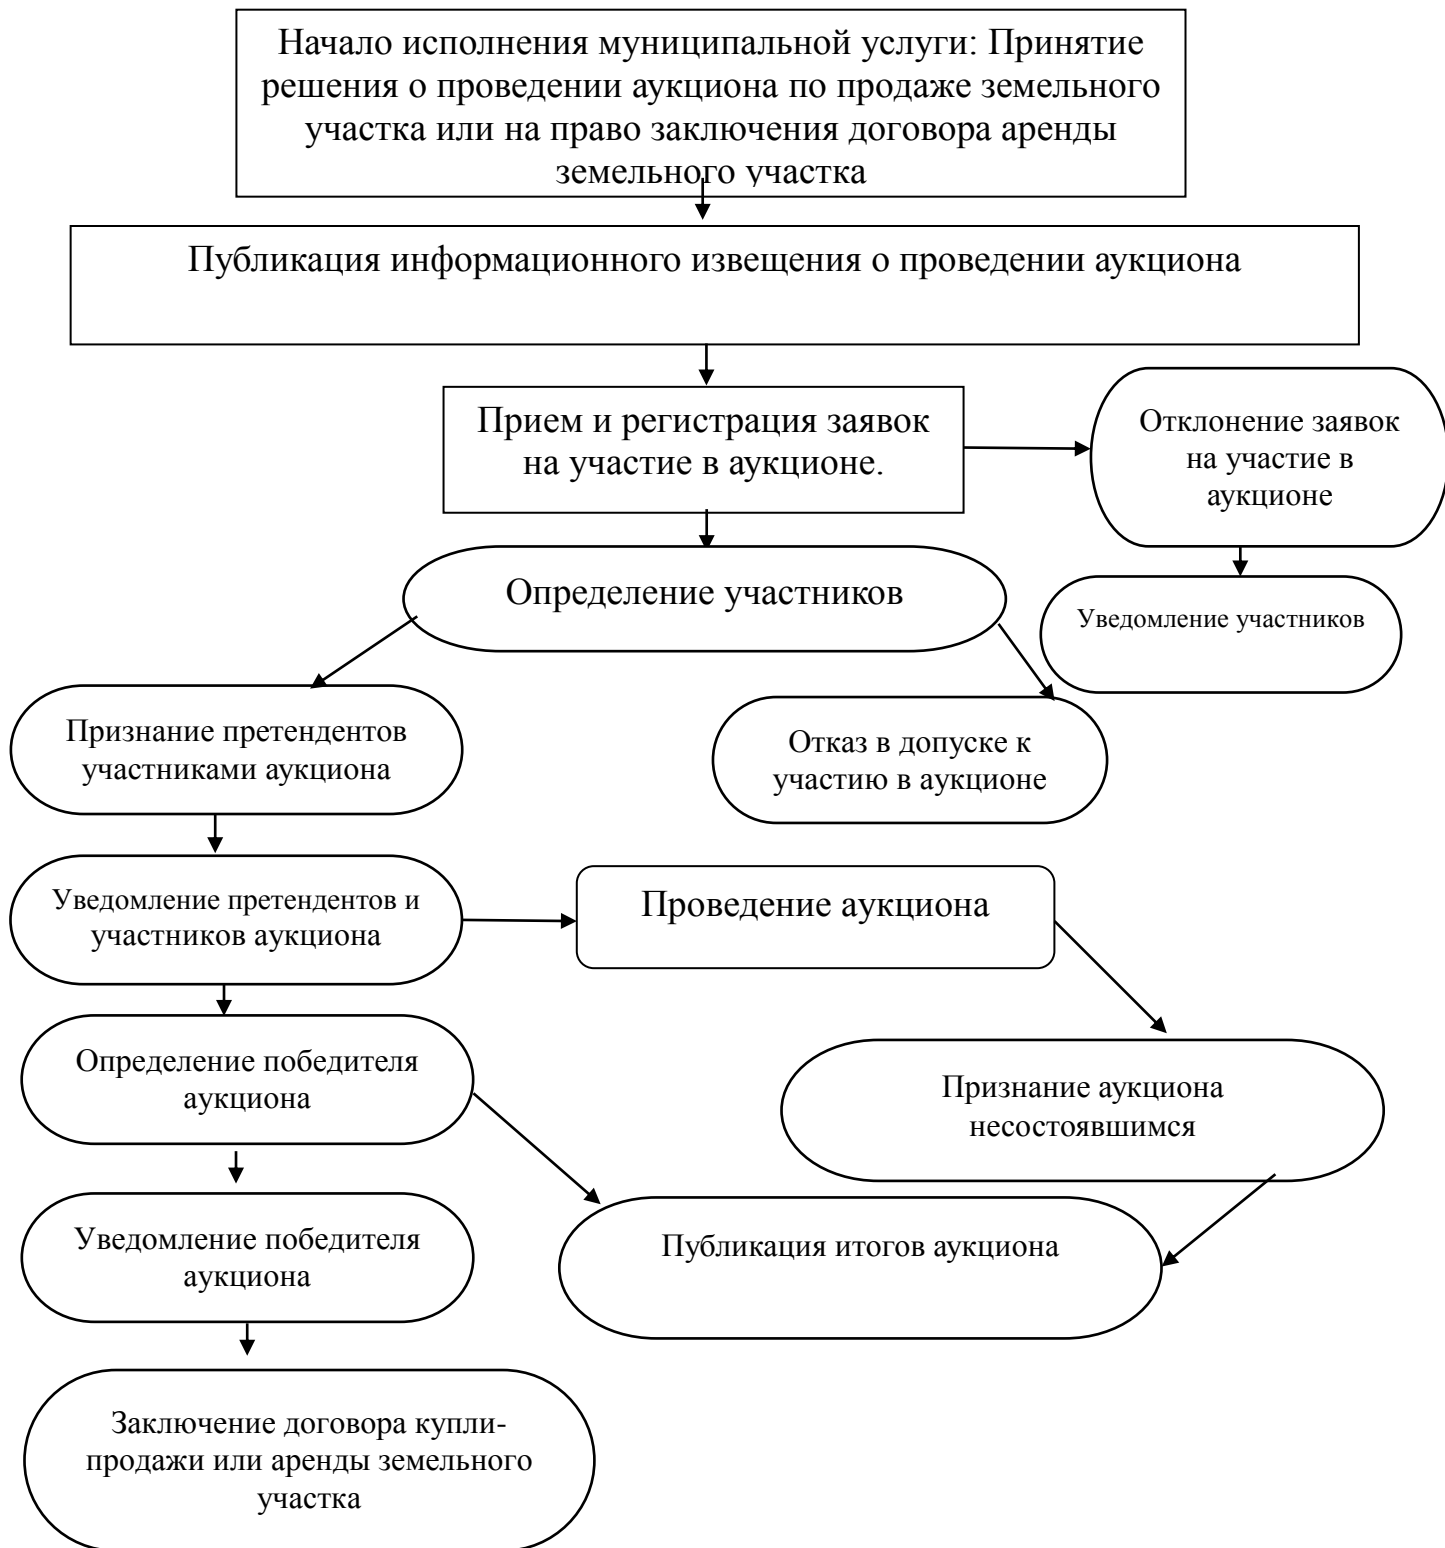 Начало исполнения муниципальной услуги: Принятие
решения о проведении аукциона по продаже земельного
участка или на право заключения договора аренды
земельного участка
Публикация информационного извещения о проведении аукциона
Прием и регистрация заявок
на участие в аукционе.
Отклонение заявок
на участие в
аукционе
Определение участников
Уведомление участников
Признание претендентов
участниками аукциона
Отказ в допуске к
участию в аукционе
Уведомление претендентов и
участников аукциона
Проведение аукциона
Определение победителя
аукциона
Признание аукциона
несостоявшимся
Уведомление победителя
аукциона
Публикация итогов аукциона
Заключение договора купли-
продажи или аренды земельного
участка